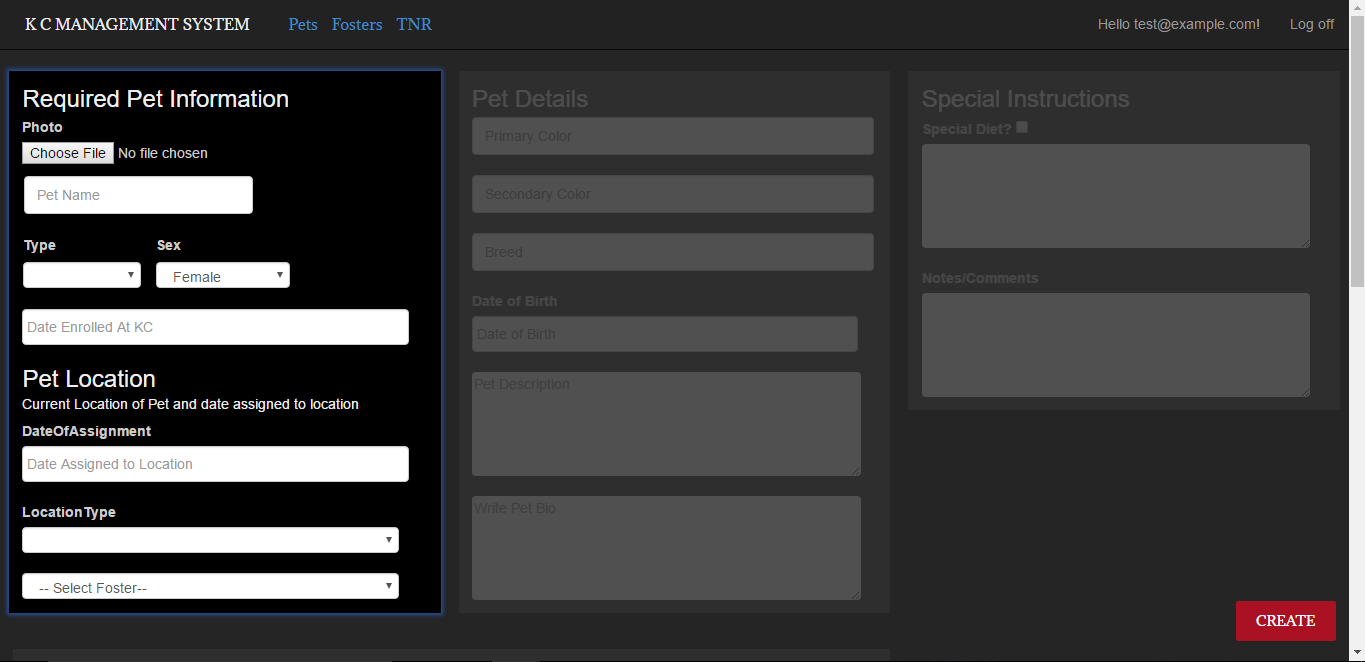 K C MANAGEMENT SYSTEM Pets Fosters TNR Hello test@example.com! Log off
Required Pet Information
Photo
Choose File No file chosen
Pet Name
Type Sex
Female
Date Enrolled At KC
Pet Location
Current Location of Pet and date assigned to location
DateOfAssignment
Date Assigned to Location
LocationType
-- Select Foster--
Pet Details
Primary Color
Secondary Color
Breed
Date of Birth
Date of Birth
Pet Description
Write Pet Bio
Special Instructions
Special Diet?
Notes/Comments
CREATE